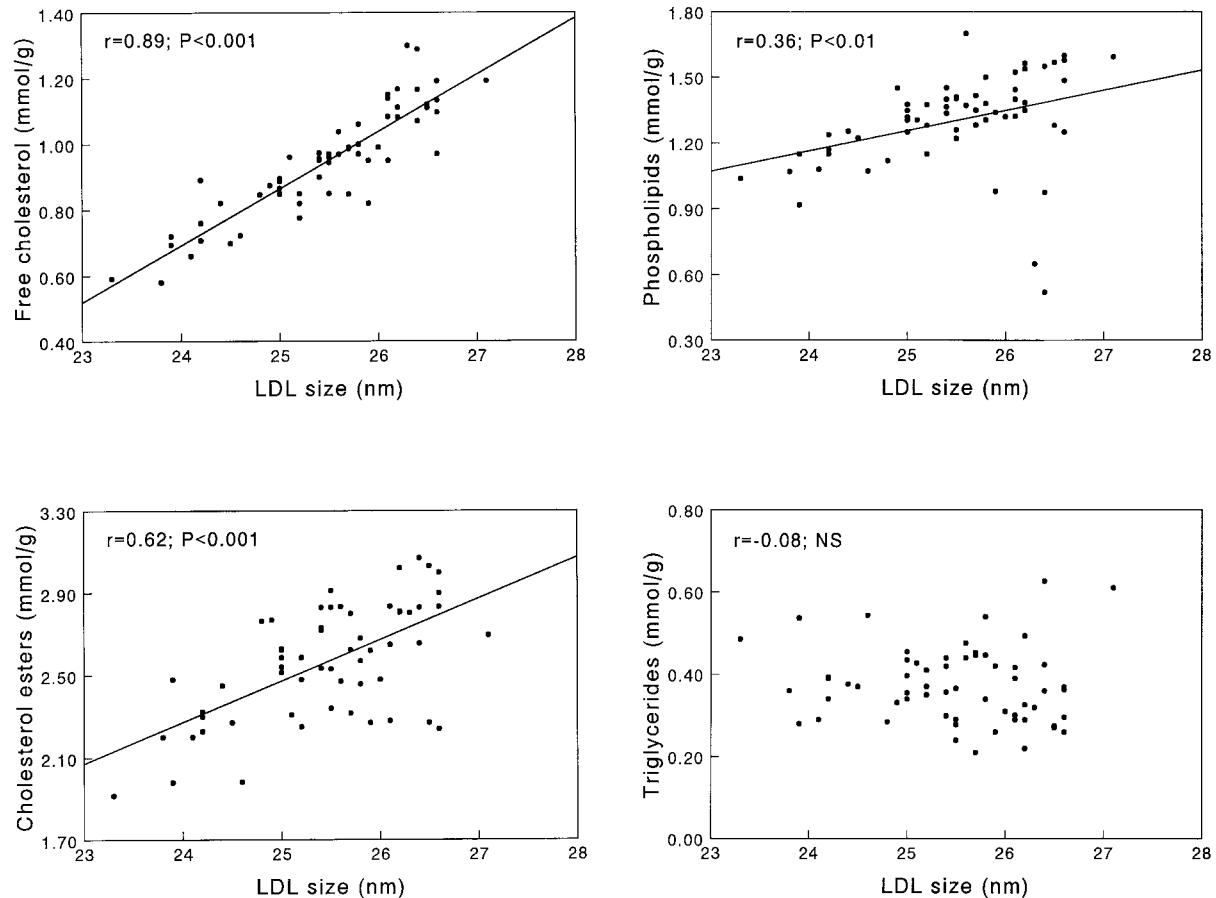 r=0.89; P<0.001
Free cholesterol (mmol/g)
1.40
1.20
1.00
0.80
0.60
0.40
23 24 25 26 27 28
LDL size (nm)
r=0.36; P<0.01
Phospholipids (mmol/g)
1.80
1.50
1.20
0.90
0.60
0.30
23 24 25 26 27 28
LDL size (nm)
r=0.62; P<0.001
Cholesterol esters (mmol/g)
3.30
2.90
2.50
2.10
1.70
23 24 25 26 27 28
LDL size (nm)
r=-0.08; NS
Triglycerides (mmol/g)
0.80
0.60
0.40
0.20
0.00
23 24 25 26 27 28
LDL size (nm)